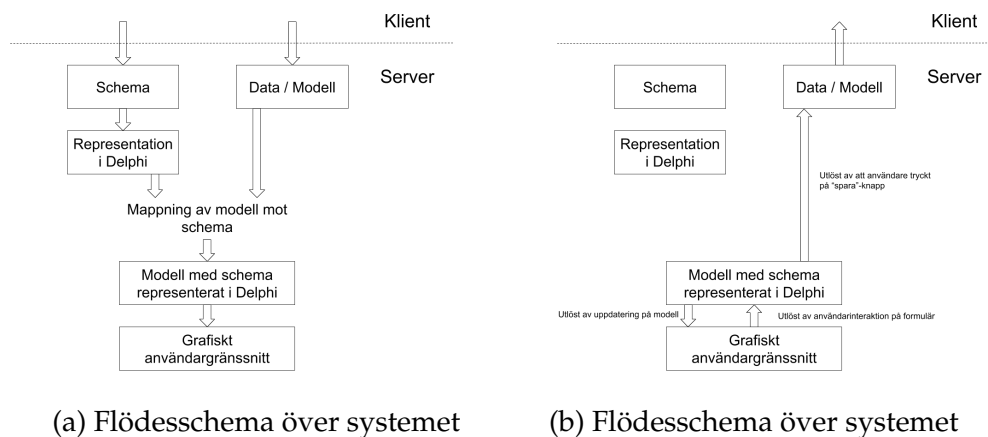 Klient
Server
Schema
Data / Modell
Representation
i Delphi
Mappning av modell mot
schema
Modell med schema
representerat i Delphi
Grafiskt
användargränssnitt
(a) Flödesschema över systemet
Klient
Server
Schema
Data / Modell
Representation
i Delphi
Utlöst av att användare tryckt
på "spara"-knapp
Modell med schema
representerat i Delphi
Utlöst av uppdatering på modell
Utlöst av användarinteraktion på formulär
Grafiskt
användargränssnitt
(b) Flödesschema över systemet